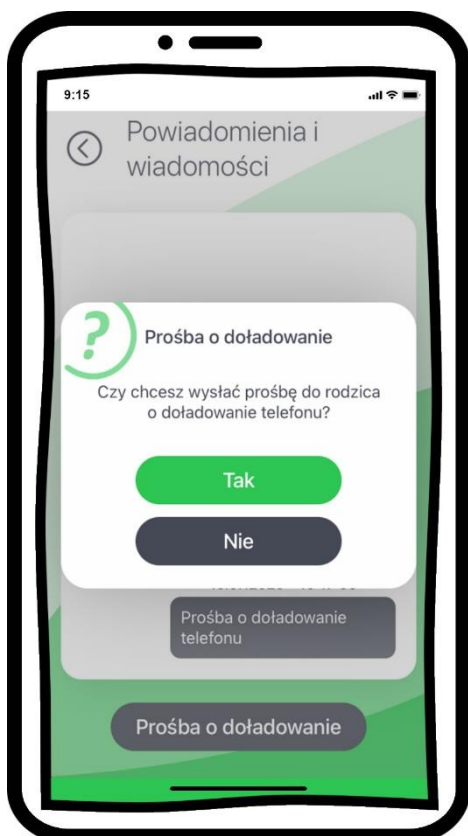 9:15
Powiadomienia i
wiadomości
?
Prośba o doładowanie
Czy chcesz wysłać prośbę do rodzica
o doładowanie telefonu?
Tak
Nie
Prośba o doładowanie
telefonu
Prośba o doładowanie